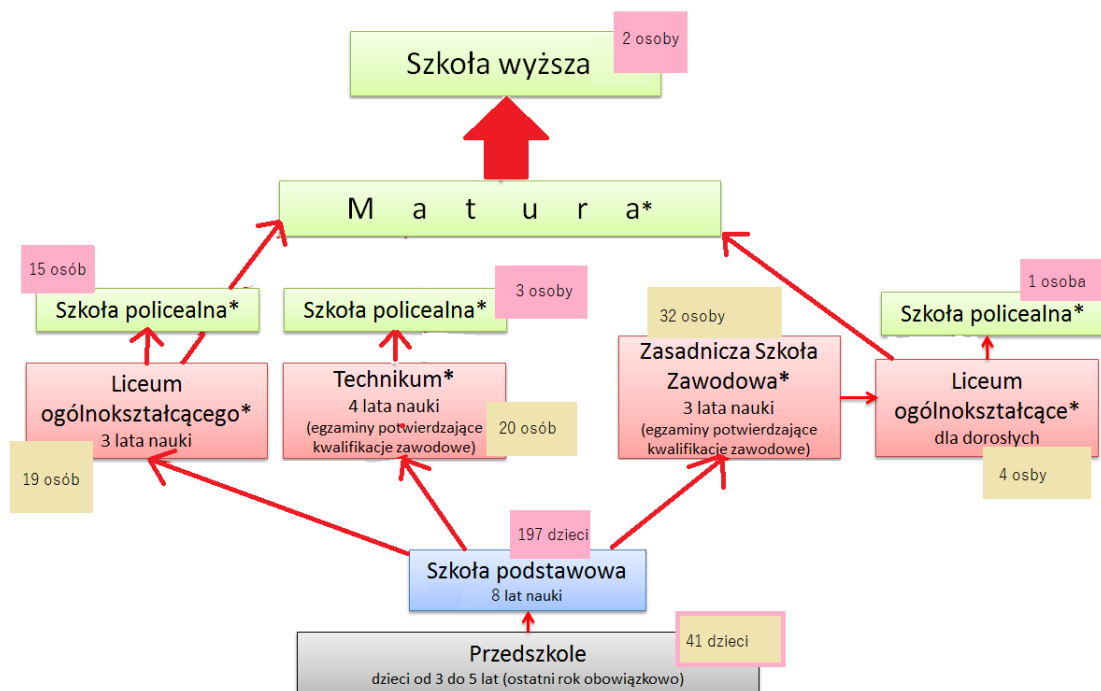 2 osoby
Szkoła wyższa
M a t u r a*
15 osób
Szkoła policealna*
3 osoby
Szkoła policealna*
1 osoba
Szkoła policealna*
Liceum
ogólnokształcącego*
3 lata nauki
19 osób
Technikum*
4 lata nauki
(egzaminy potwierdzające
kwalifikacje zawodowe)
20 osób
32 osoby
Zasadnicza Szkoła
Zawodowa*
3 lata nauki
(egzaminy potwierdzające
kwalifikacje zawodowe)
Liceum
ogólnokształcące*
dla dorosłych
4 osby
197 dzieci
Szkoła podstawowa
8 lat nauki
41 dzieci
Przedszkole
dzieci od 3 do 5 lat (ostatni rok obowiązkowo)